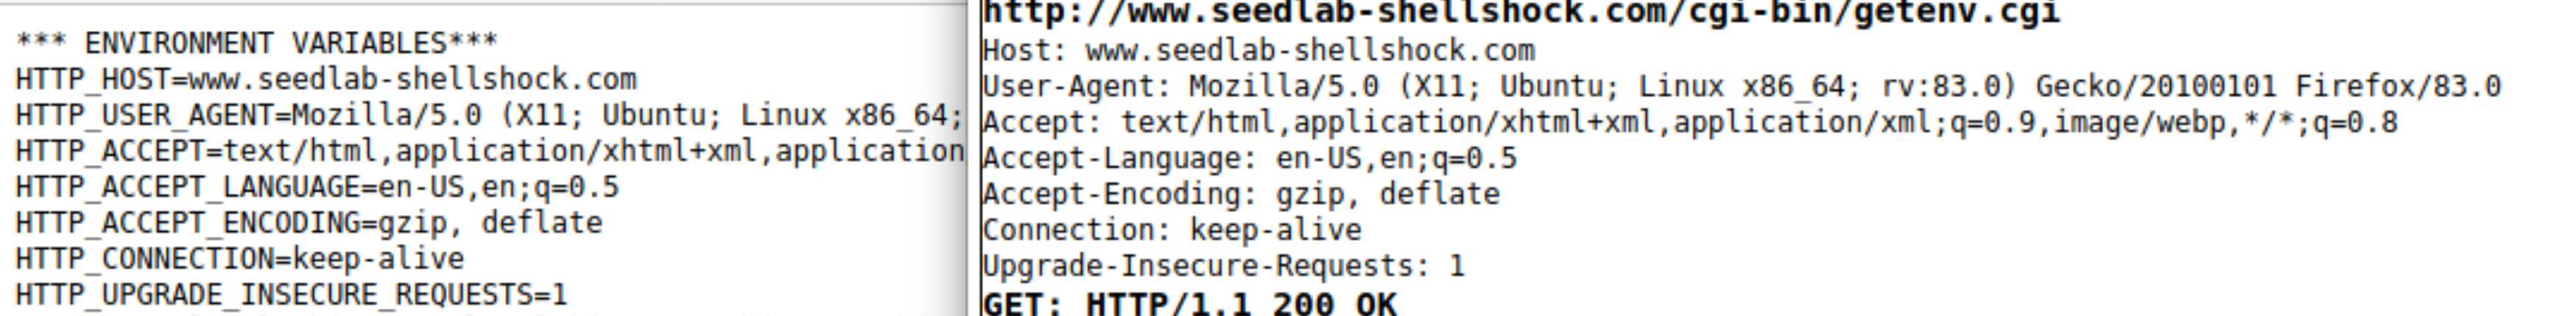 *** ENVIRONMENT VARIABLES***
HTTP_HOST=www.seedlab-shellshock.com
HTTP_USER_AGENT=Mozilla/5.0 (X11; Ubuntu; Linux x86_64;
HTTP_ACCEPT=text/html,application/xhtml+xml,application
HTTP_ACCEPT_LANGUAGE=en-US,en;q=0.5
HTTP_ACCEPT_ENCODING=gzip, deflate
HTTP_CONNECTION=keep-alive
HTTP_UPGRADE_INSECURE_REQUESTS=1
http://www.seedlab-shellshock.com/cgi-bin/getenv.cgi
Host: www.seedlab-shellshock.com
User-Agent: Mozilla/5.0 (X11; Ubuntu; Linux x86_64; rv:83.0) Gecko/20100101 Firefox/83.0
Accept: text/html,application/xhtml+xml,application/xml;q=0.9,image/webp,*/*;q=0.8
Accept-Language: en-US,en;q=0.5
Accept-Encoding: gzip, deflate
Connection: keep-alive
Upgrade-Insecure-Requests: 1
GET: HTTP/1.1 200 OK